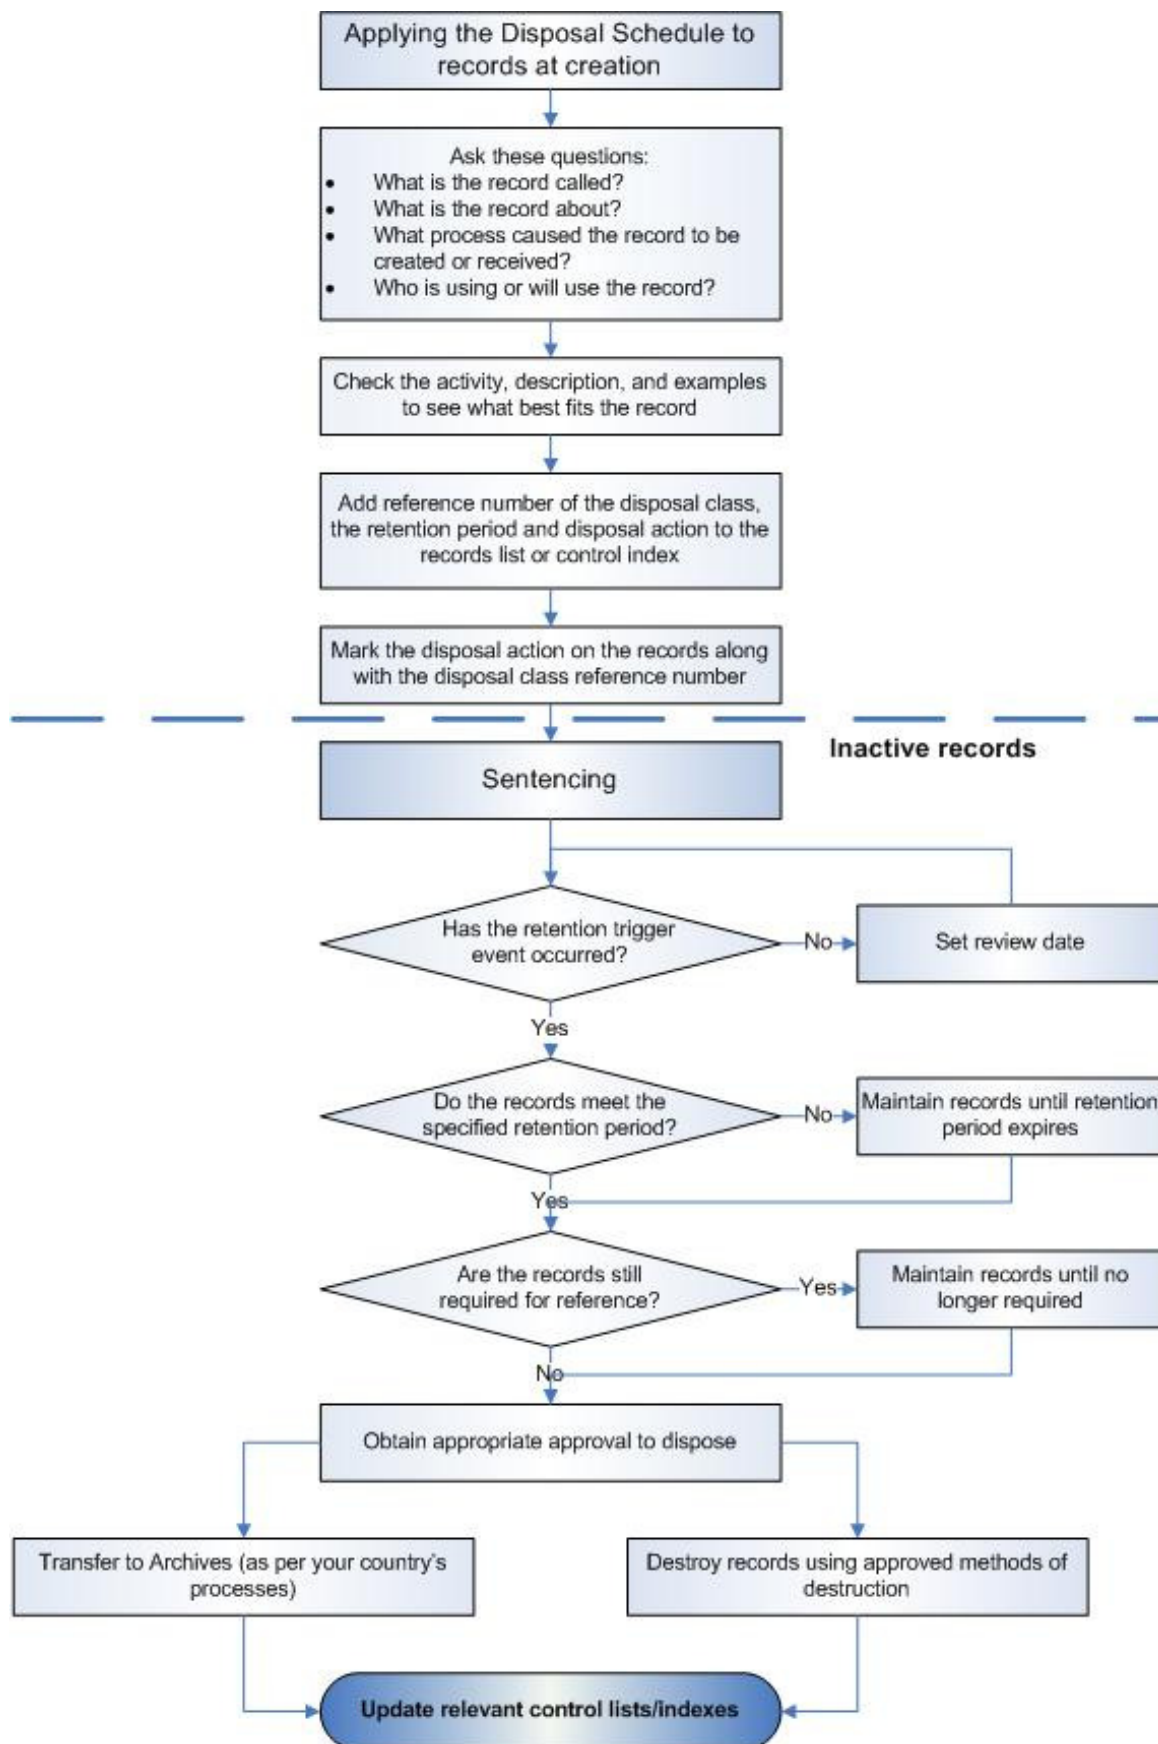 Applying the Disposal Schedule to
records at creation
Ask these questions:
• What is the record called?
• What is the record about?
• What process caused the record to be
created or received?
• Who is using or will use the record?
Check the activity, description, and examples
to see what best fits the record
Add reference number of the disposal class,
the retention period and disposal action to the
records list or control index
Mark the disposal action on the records along
with the disposal class reference number
Inactive records
Sentencing
Has the retention trigger
event occurred?
No
Set review date
Yes
Do the records meet the
specified retention period?
No
Maintain records until retention
period expires
Yes
Are the records still
required for reference?
Yes
Maintain records until no
longer required
No
Obtain appropriate approval to dispose
Transfer to Archives (as per your country's
processes)
Destroy records using approved methods of
destruction
Update relevant control lists/indexes